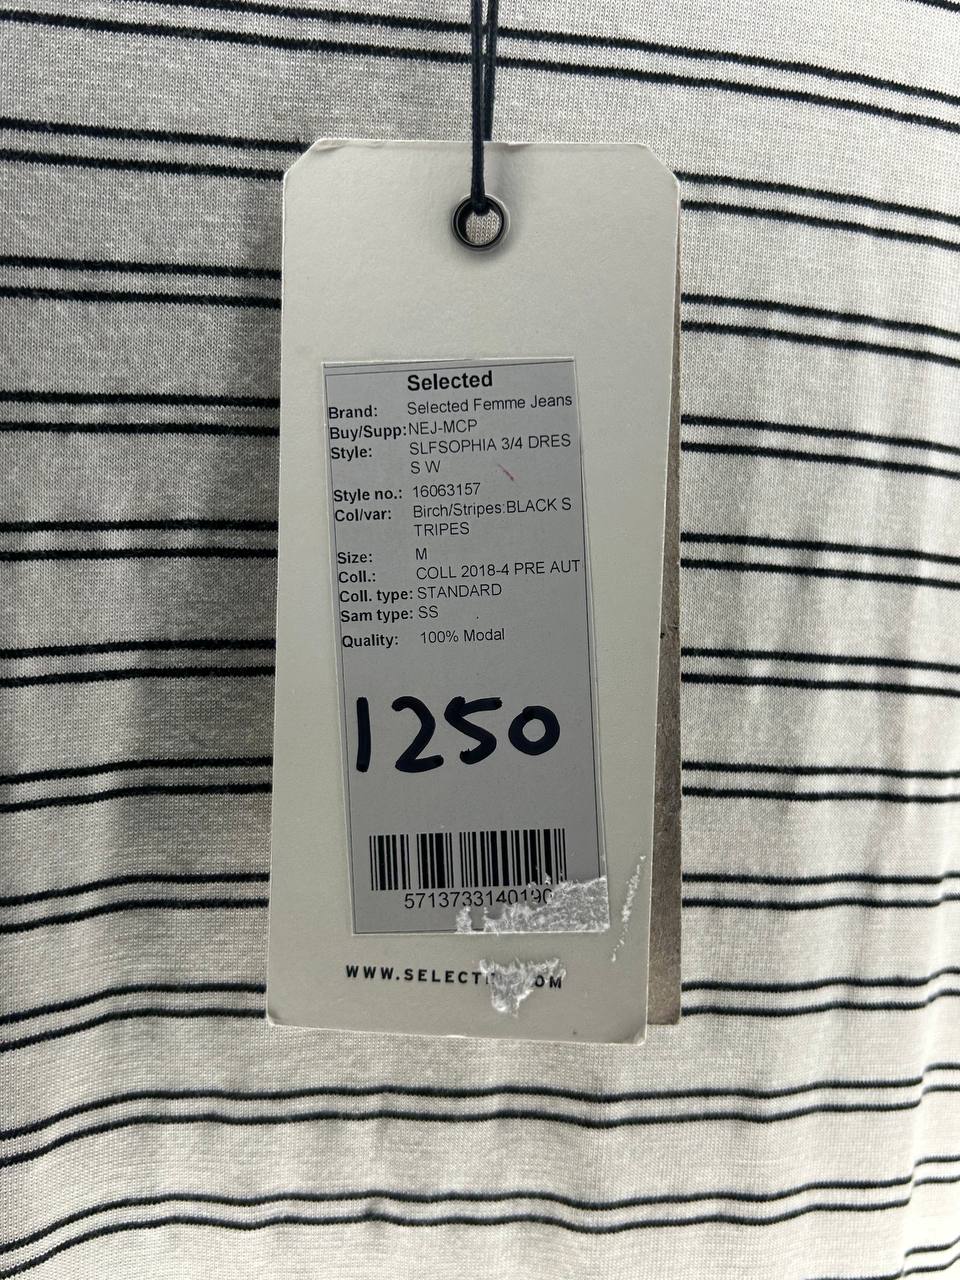 Selected
Brand: Selected Femme Jeans
Buy/Supp: NEJ-MCP
Style: SLFSOPHIA 3/4 DRES
S W
Style no.: 16063157
Col/var: Birch/Stripes:BLACK S
TRIPES
Size: M
Coll.: COLL 2018-4 PRE AUT
Coll. type: STANDARD
Sam type: SS
Quality: 100% Modal
1250
5713733140190